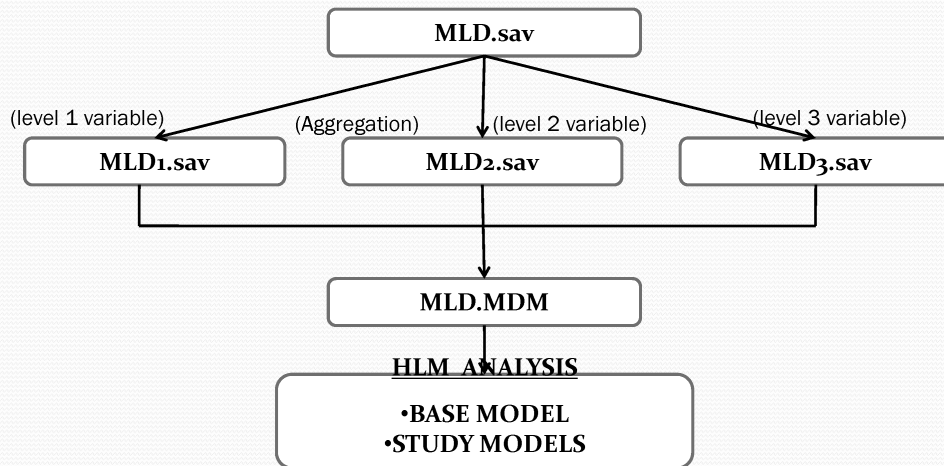 MLD.sav
(level 1 variable)
(Aggregation)
(level 2 variable)
(level 3 variable)
MLD1.sav
MLD2.sav
MLD3.sav
MLD.MDM
HLM ANALYSIS
•BASE MODEL
•STUDY MODELS